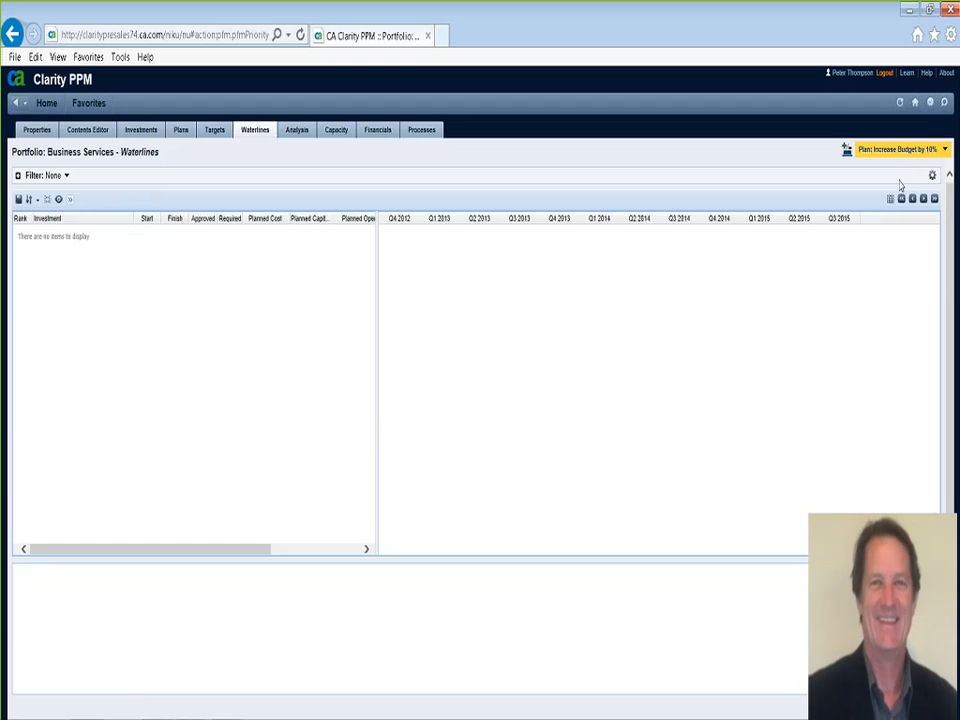 http://claritypresales74.ca.com/niku/nu#action:pfm.pfmPriority
CA Clarity PPM :: Portfolio: ...
File Edit View Favorites Tools Help
ca Clarity PPM
Peter Thompson Logout Learn Help About
Home Favorites
Properties Contents Editor Investments Plans Targets Waterlines Analysis Capacity Financials Processes
Portfolio: Business Services - Waterlines
Plan: Increase Budget by 10%
Filter: None
Rank Investment Start Finish Approved Required Planned Cost Planned Capit... Planned Oper Q4 2012 Q1 2013 Q2 2013 Q3 2013 Q4 2013 Q1 2014 Q2 2014 Q3 2014 Q4 2014 Q1 2015 Q2 2015 Q3 2015
There are no items to display